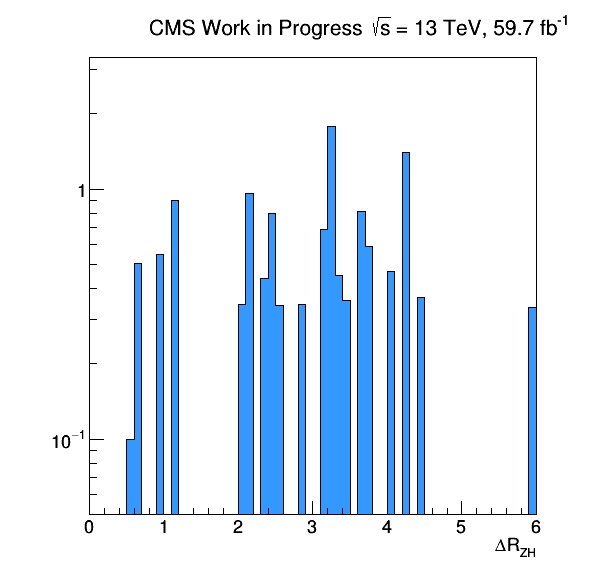 CMS Work in Progress √s = 13 TeV, 59.7 fb⁻¹
1
10⁻¹
0 1 2 3 4 5 6
ΔR_ZH